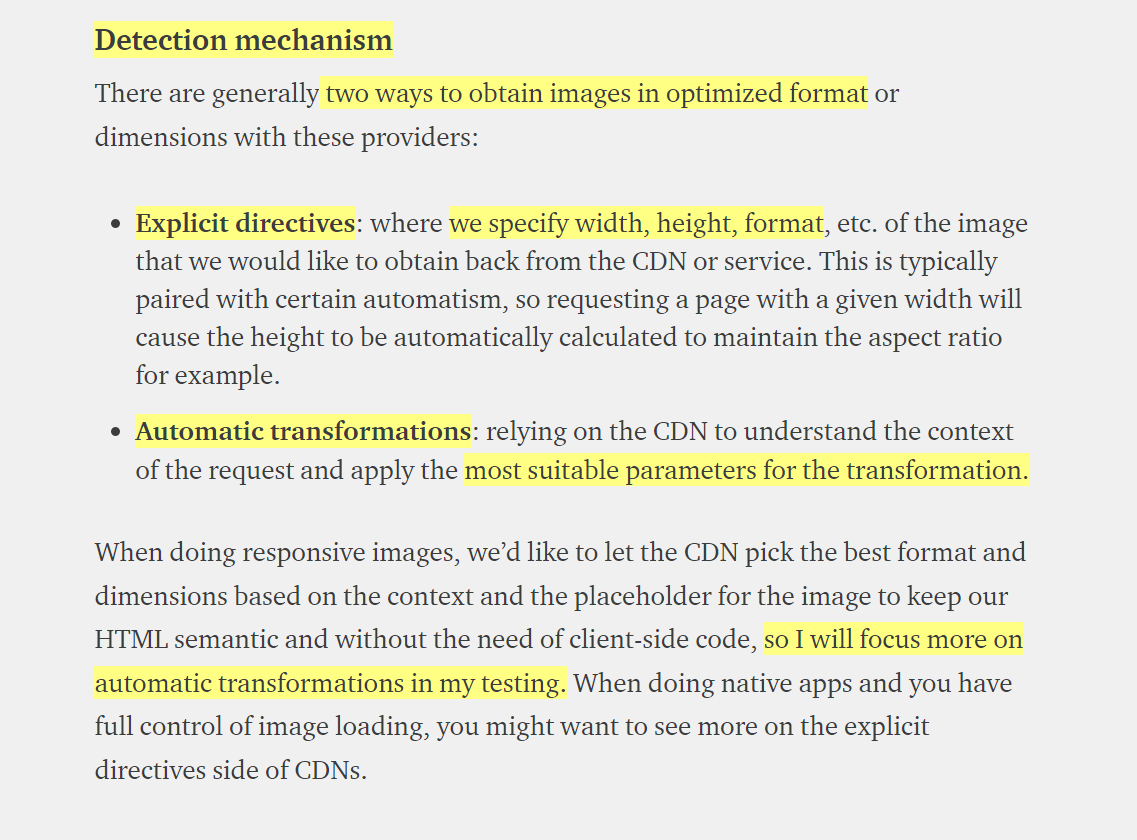 Detection mechanism
There are generally two ways to obtain images in optimized format or
dimensions with these providers:
• Explicit directives: where we specify width, height, format, etc. of the image
that we would like to obtain back from the CDN or service. This is typically
paired with certain automatism, so requesting a page with a given width will
cause the height to be automatically calculated to maintain the aspect ratio
for example.
• Automatic transformations: relying on the CDN to understand the context
of the request and apply the most suitable parameters for the transformation.
When doing responsive images, we’d like to let the CDN pick the best format and
dimensions based on the context and the placeholder for the image to keep our
HTML semantic and without the need of client-side code, so I will focus more on
automatic transformations in my testing. When doing native apps and you have
full control of image loading, you might want to see more on the explicit
directives side of CDNs.